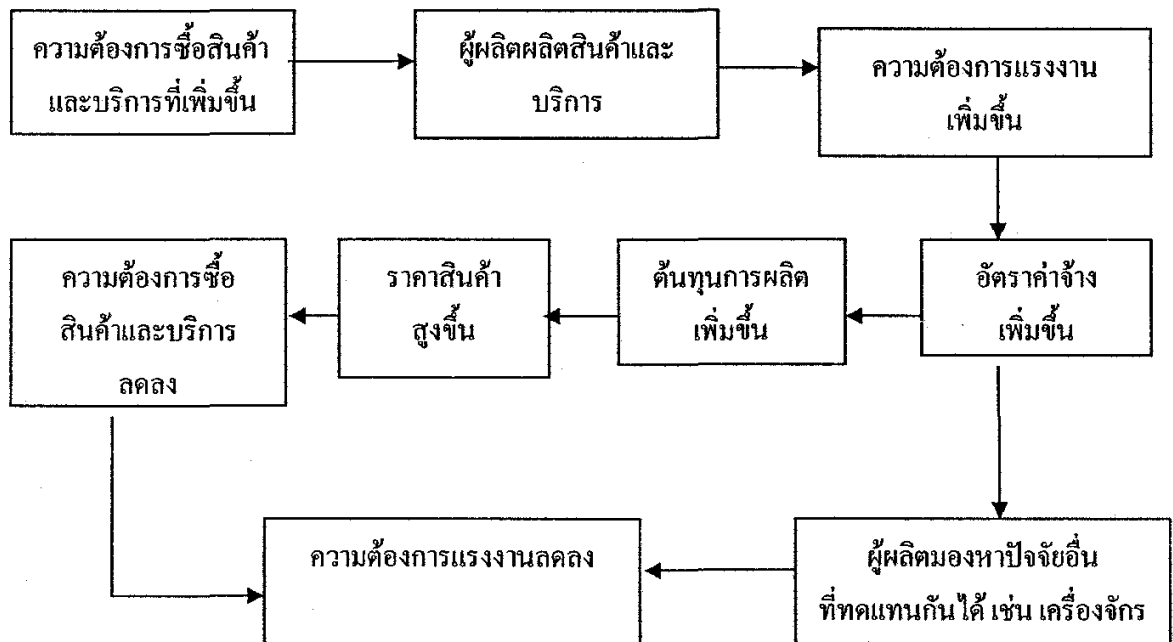 ความต้องการซื้อสินค้า
และบริการที่เพิ่มขึ้น
ผู้ผลิตผลิตสินค้าและ
บริการ
ความต้องการแรงงาน
เพิ่มขึ้น
ความต้องการซื้อ
สินค้าและบริการ
ลดลง
ราคาสินค้า
สูงขึ้น
ต้นทุนการผลิต
เพิ่มขึ้น
อัตราค่าจ้าง
เพิ่มขึ้น
ความต้องการแรงงานลดลง
ผู้ผลิตมองหาปัจจัยอื่น
ที่ทดแทนกันได้ เช่น เครื่องจักร